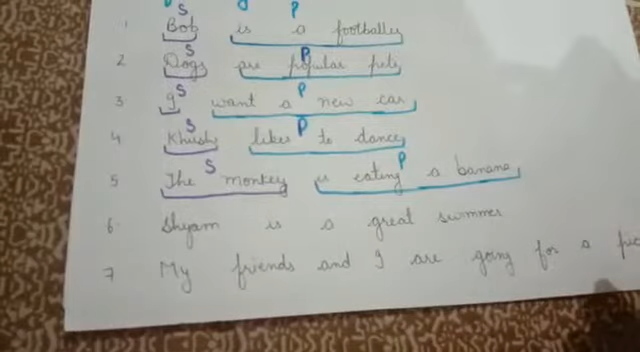 S P
1 Bob is a footballer
S P
2 Dogs are popular pets
S P
3 I want a new car
S P
4 Khushi likes to dance
S P
5 The monkey is eating a banana
6. Shyam is a great swimmer
7 My friends and I are going for a